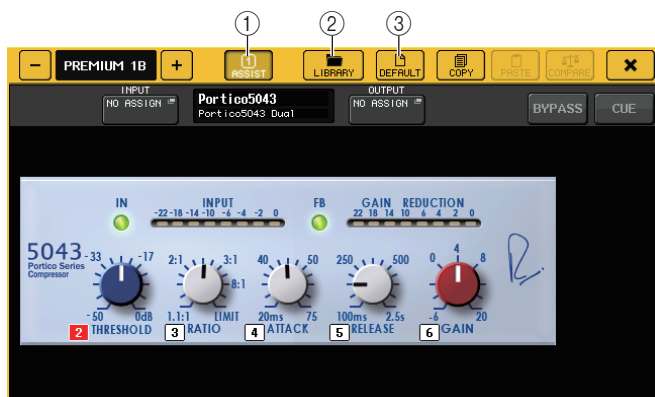 1 2 3
− PREMIUM 1B + 1 ASSIST LIBRARY DEFAULT COPY PASTE COMPARE ×
INPUT OUTPUT
NO ASSIGN Portico5043 NO ASSIGN BYPASS CUE
Portico5043 Dual
IN INPUT FB GAIN REDUCTION
-22 -18 -14 -10 -6 -4 -2 0 22 18 14 10 6 4 2 0
5043
Portico Series
Compressor
-33 -17 2:1 3:1 40 50 250 500 0 4 8
8:1
-50 0dB 1.1:1 LIMIT 20ms 75 100ms 2.5s -6 20
2 THRESHOLD 3 RATIO 4 ATTACK 5 RELEASE 6 GAIN